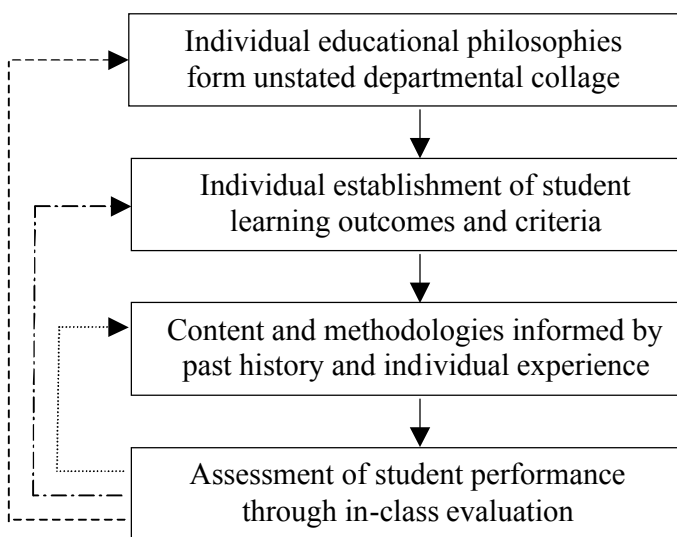 Individual educational philosophies
form unstated departmental collage
Individual establishment of student
learning outcomes and criteria
Content and methodologies informed by
past history and individual experience
Assessment of student performance
through in-class evaluation